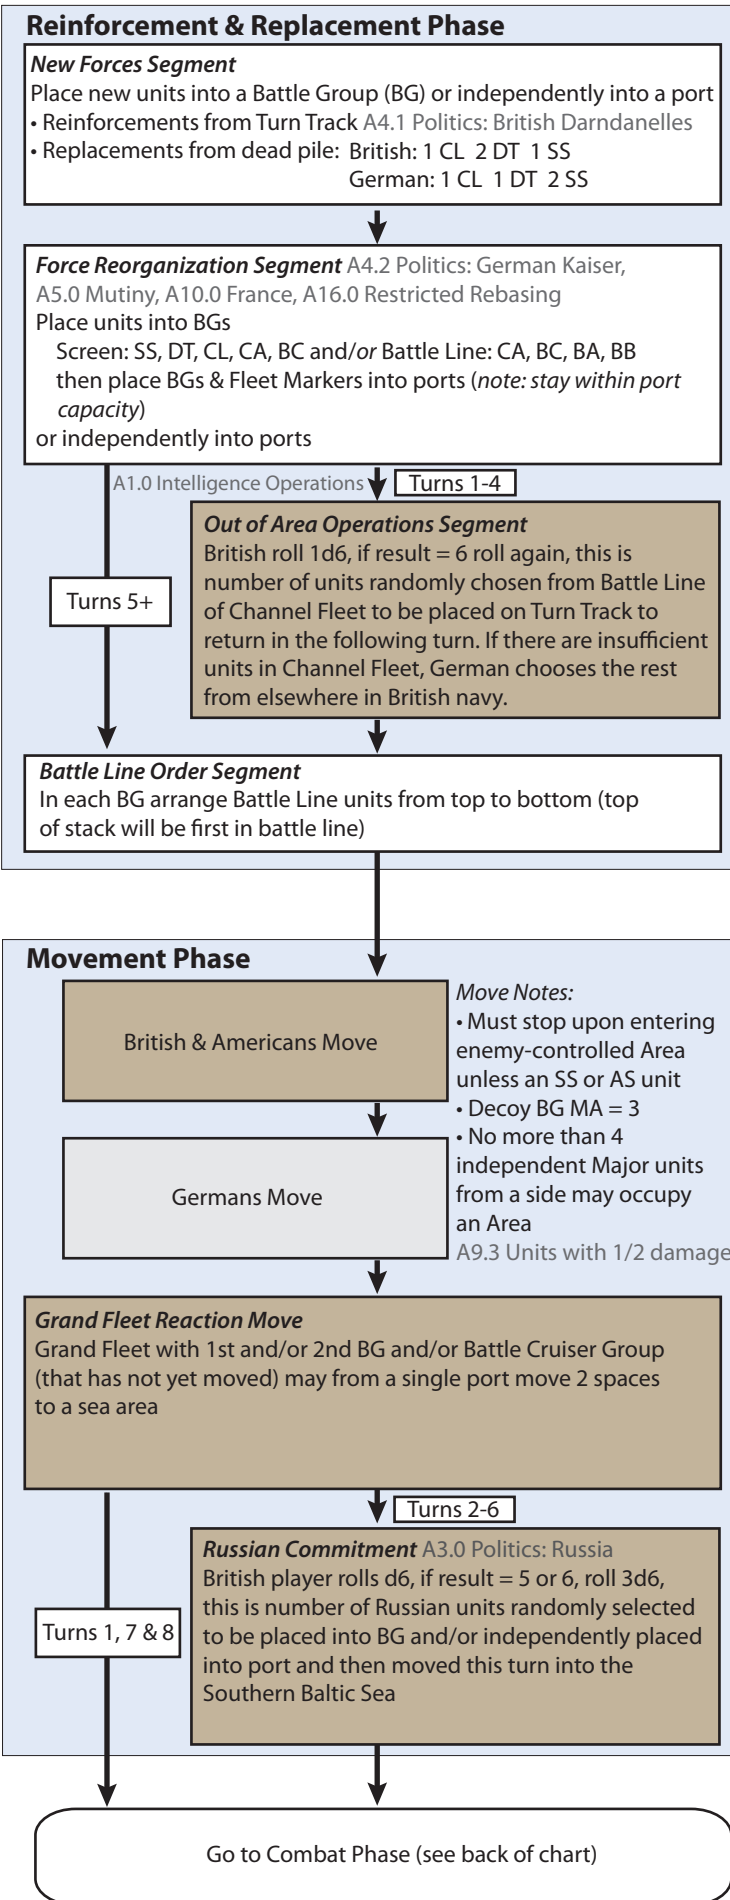 Reinforcement & Replacement Phase
New Forces Segment
Place new units into a Battle Group (BG) or independently into a port
• Reinforcements from Turn Track A4.1 Politics: British Darndanelles
• Replacements from dead pile: British: 1 CL 2 DT 1 SS
German: 1 CL 1 DT 2 SS
Force Reorganization Segment A4.2 Politics: German Kaiser,
A5.0 Mutiny, A10.0 France, A16.0 Restricted Rebasing
Place units into BGs
Screen: SS, DT, CL, CA, BC and/or Battle Line: CA, BC, BA, BB
then place BGs & Fleet Markers into ports (note: stay within port
capacity)
or independently into ports
A1.0 Intelligence Operations
Turns 1-4
Turns 5+
Out of Area Operations Segment
British roll 1d6, if result = 6 roll again, this is
number of units randomly chosen from Battle Line
of Channel Fleet to be placed on Turn Track to
return in the following turn. If there are insufficient
units in Channel Fleet, German chooses the rest
from elsewhere in British navy.
Battle Line Order Segment
In each BG arrange Battle Line units from top to bottom (top
of stack will be first in battle line)
Movement Phase
British & Americans Move
Germans Move
Move Notes:
• Must stop upon entering
enemy-controlled Area
unless an SS or AS unit
• Decoy BG MA = 3
• No more than 4
independent Major units
from a side may occupy
an Area
A9.3 Units with 1/2 damage
Grand Fleet Reaction Move
Grand Fleet with 1st and/or 2nd BG and/or Battle Cruiser Group
(that has not yet moved) may from a single port move 2 spaces
to a sea area
Turns 2-6
Turns 1, 7 & 8
Russian Commitment A3.0 Politics: Russia
British player rolls d6, if result = 5 or 6, roll 3d6,
this is number of Russian units randomly selected
to be placed into BG and/or independently placed
into port and then moved this turn into the
Southern Baltic Sea
Go to Combat Phase (see back of chart)